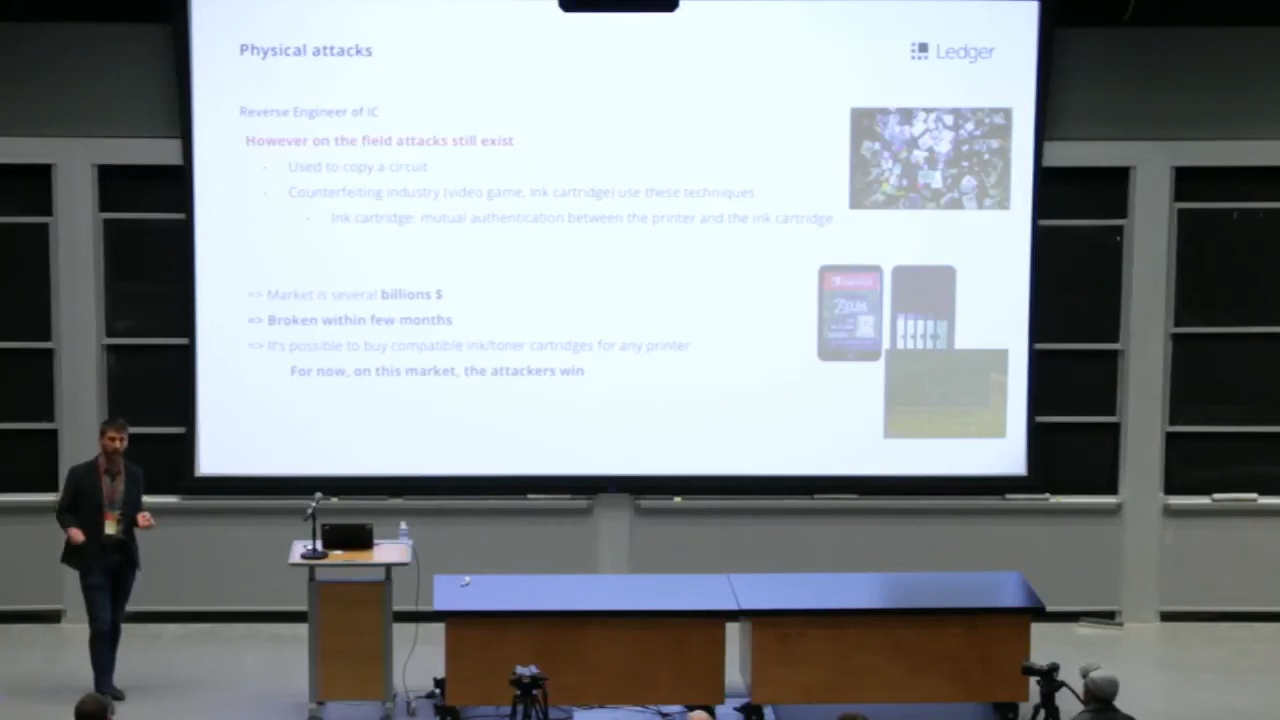 Physical attacks
Ledger
Reverse Engineer of IC
However on the field attacks still exist
- Used to copy a circuit
- Counterfeiting industry (video game, Ink cartridge) use these techniques
- Ink cartridge: mutual authentication between the printer and the ink cartridge
=> Market is several billions $
=> Broken within few months
=> It's possible to buy compatible ink/toner cartridges for any printer
For now, on this market, the attackers win
ZELDA